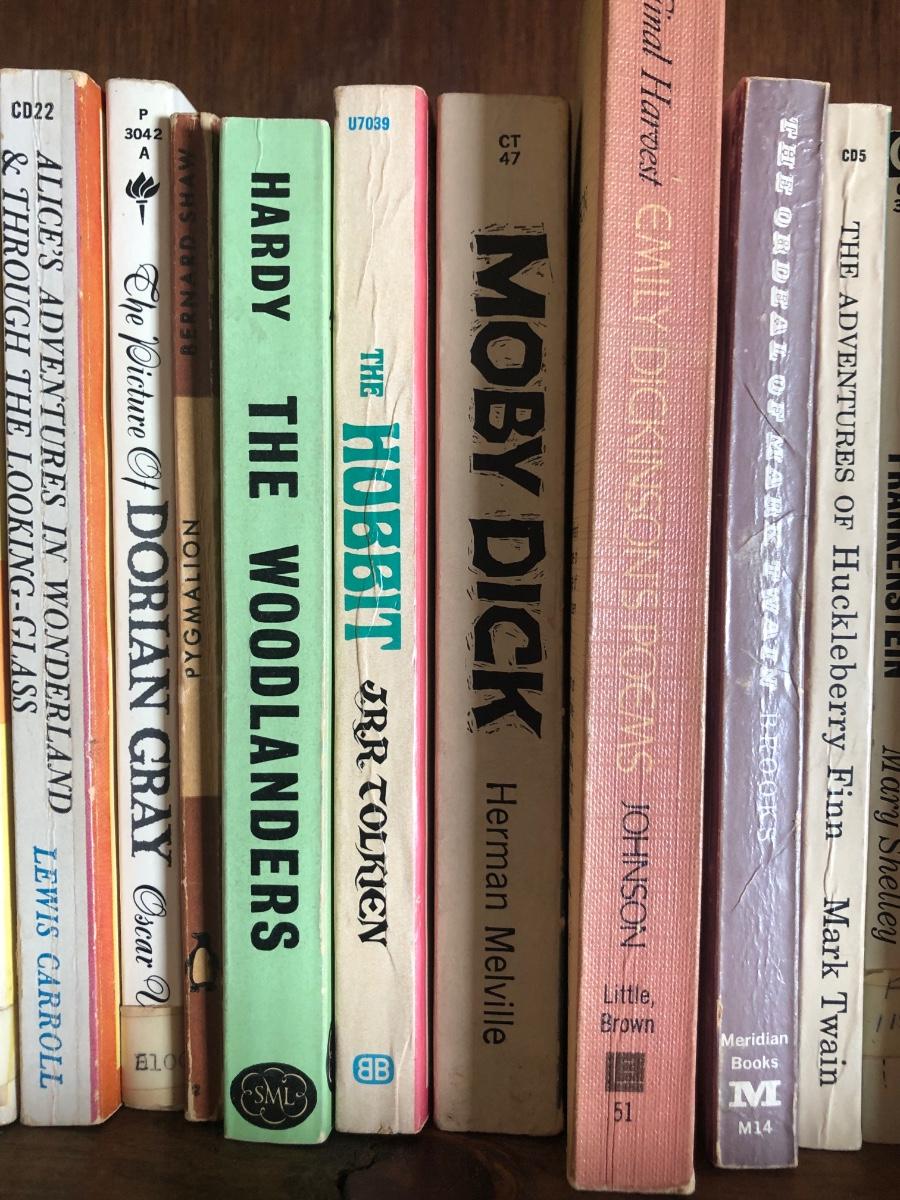 CD22
ALICE'S ADVENTURES IN WONDERLAND
& THROUGH THE LOOKING-GLASS
LEWIS CARROLL
P
3042
A
The Picture Of DORIAN GRAY
Oscar
BERNARD SHAW
PYGMALION
HARDY
THE WOODLANDERS
SML
U7039
THE HOBBIT
JRR TOLKIEN
BB
CT
47
MOBY DICK
Herman Melville
Final Harvest
EMILY DICKINSON'S POEMS
JOHNSON
Little,
Brown
51
THE ORDEAL OF MARK TWAIN
BROOKS
Meridian
Books
M
M14
CD5
THE ADVENTURES OF Huckleberry Finn
Mark Twain
FRANKENSTEIN
Mary Shelley